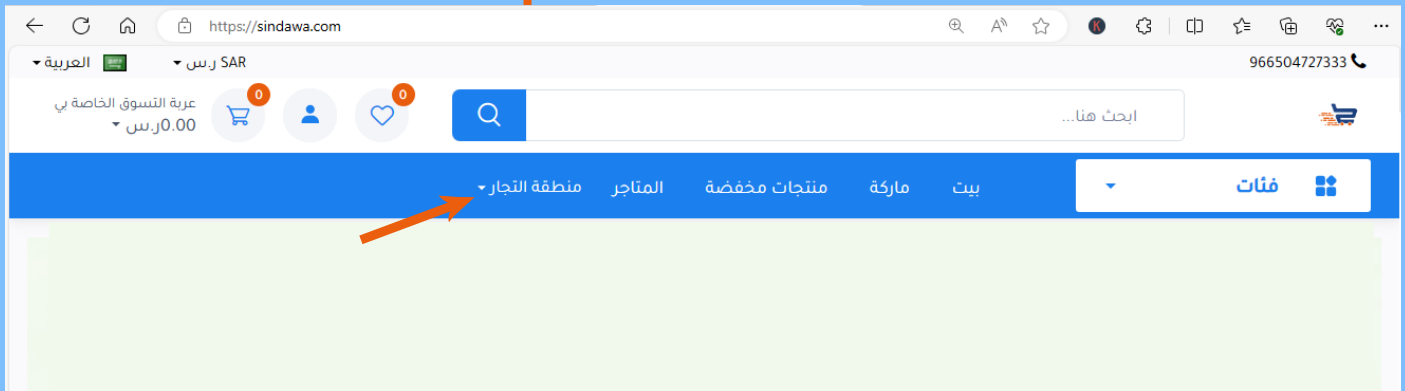 https://sindawa.com
966504727333
SAR ر.س
العربية
ابحث هنا...
0
0
عربة التسوق الخاصة بي
0.00ر.س
فئات
بيت
ماركة
منتجات مخفضة
المتاجر
منطقة التجار